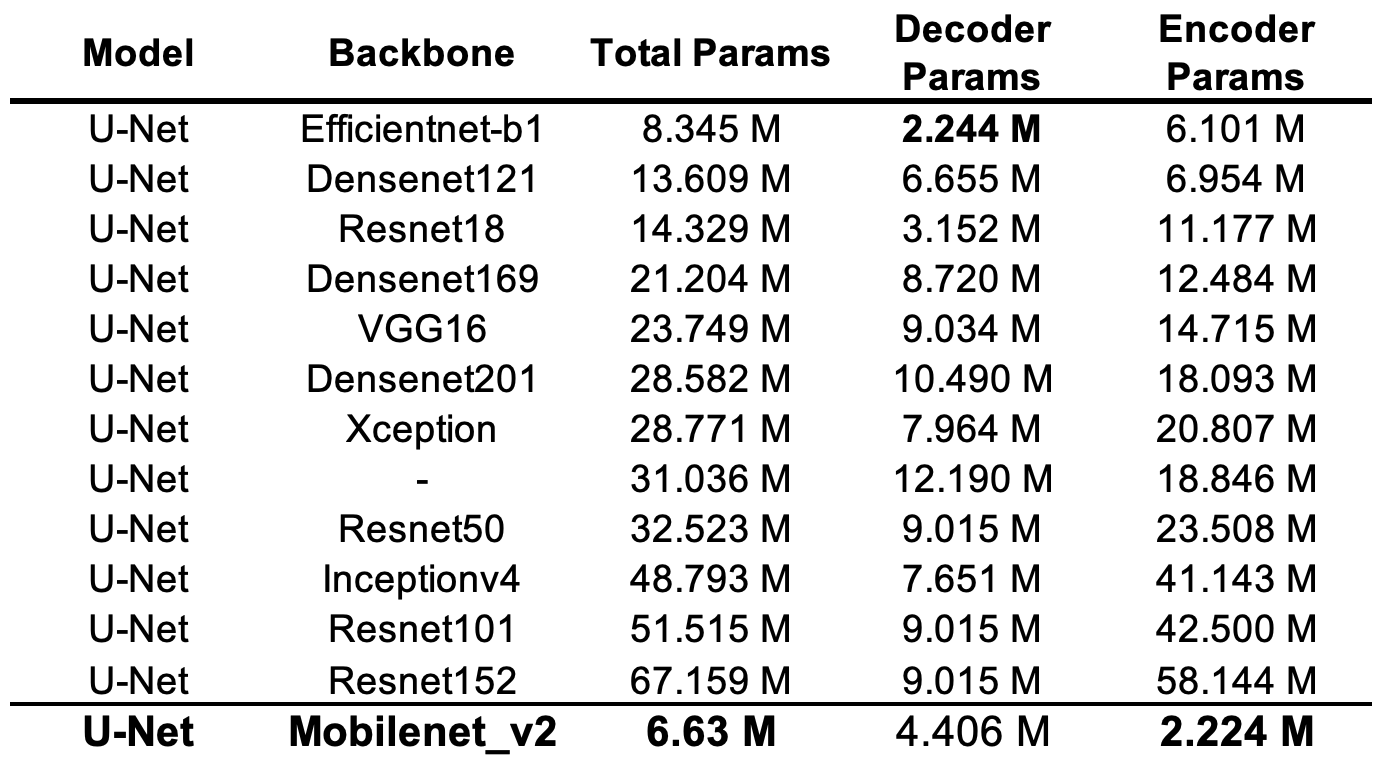 Model Backbone Total Params Decoder Params Encoder Params
U-Net Efficientnet-b1 8.345 M 2.244 M 6.101 M
U-Net Densenet121 13.609 M 6.655 M 6.954 M
U-Net Resnet18 14.329 M 3.152 M 11.177 M
U-Net Densenet169 21.204 M 8.720 M 12.484 M
U-Net VGG16 23.749 M 9.034 M 14.715 M
U-Net Densenet201 28.582 M 10.490 M 18.093 M
U-Net Xception 28.771 M 7.964 M 20.807 M
U-Net - 31.036 M 12.190 M 18.846 M
U-Net Resnet50 32.523 M 9.015 M 23.508 M
U-Net Inceptionv4 48.793 M 7.651 M 41.143 M
U-Net Resnet101 51.515 M 9.015 M 42.500 M
U-Net Resnet152 67.159 M 9.015 M 58.144 M
U-Net Mobilenet_v2 6.63 M 4.406 M 2.224 M